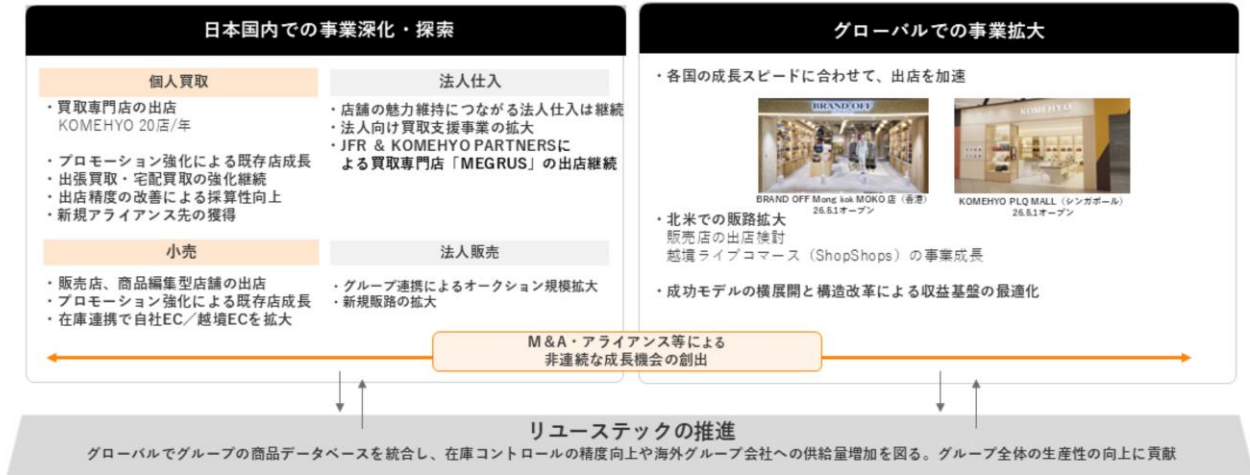 日本国内での事業深化・探索
個人買取
・買取専門店の出店
KOMEHYO 20店/年
・プロモーション強化による既存店成長
・出張買取・宅配買取の強化継続
・出店精度の改善による採算性向上
・新規アライアンス先の獲得
法人仕入
・店舗の魅力維持につながる法人仕入は継続
・法人向け買取支援事業の拡大
・JFR & KOMEHYO PARTNERSに
よる買取専門店「MEGRUS」の出店継続
小売
・販売店、商品編集型店舗の出店
・プロモーション強化による既存店成長
・在庫連携で自社EC／越境ECを拡大
法人販売
・グループ連携によるオークション規模拡大
・新規販路の拡大
グローバルでの事業拡大
・各国の成長スピードに合わせて、出店を加速
BRAND OFF
KOMEHYO
BRAND OFF Mong kok MOKO 店（香港）
26.5.1オープン
KOMEHYO PLQ MALL（シンガポール）
26.5.1オープン
・北米での販路拡大
販売店の出店検討
越境ライブコマース（ShopShops）の事業成長
・成功モデルの横展開と構造改革による収益基盤の最適化
M&A・アライアンス等による
非連続な成長機会の創出
リユーステックの推進
グローバルでグループの商品データベースを統合し、在庫コントロールの精度向上や海外グループ会社への供給量増加を図る。グループ全体の生産性の向上に貢献